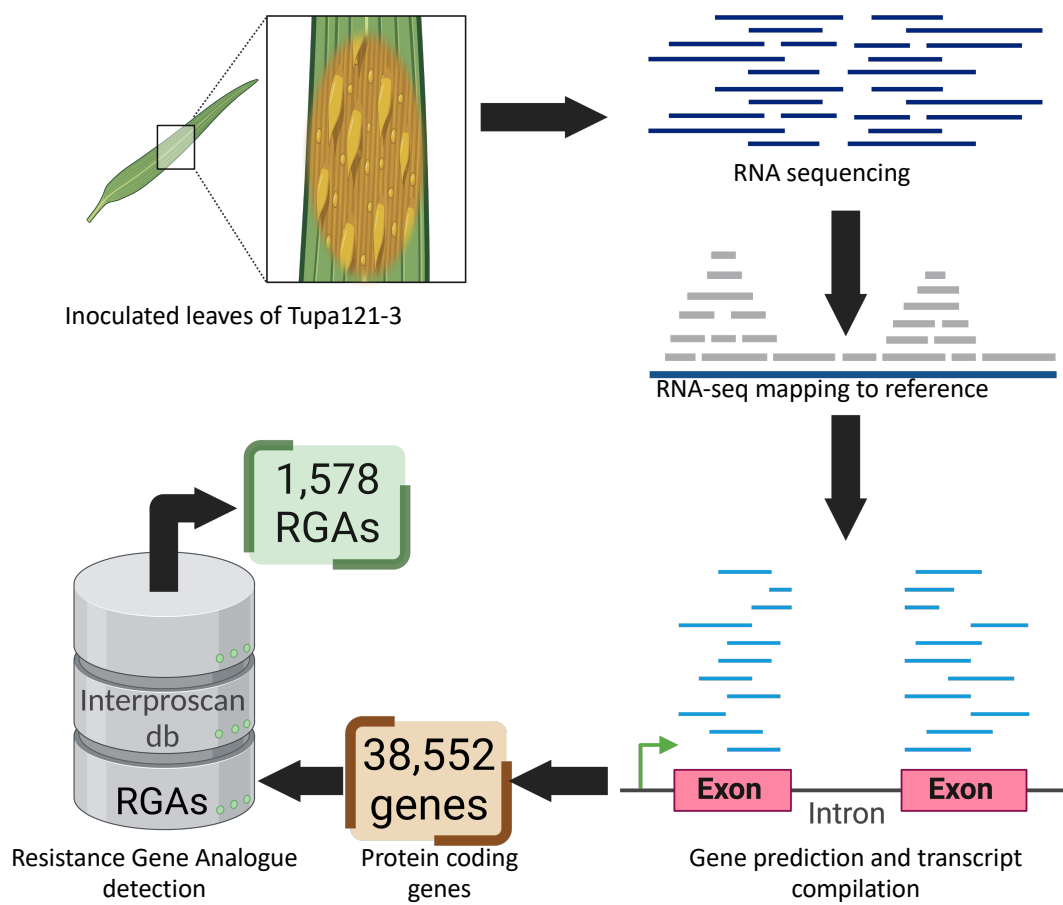 RNA sequencing
Inoculated leaves of Tupa121-3
RNA-seq mapping to reference
1,578
RGAs
Interproscan
db
RGAs
38,552
genes
Exon
Exon
Intron
Resistance Gene Analogue
detection
Protein coding
genes
Gene prediction and transcript
compilation